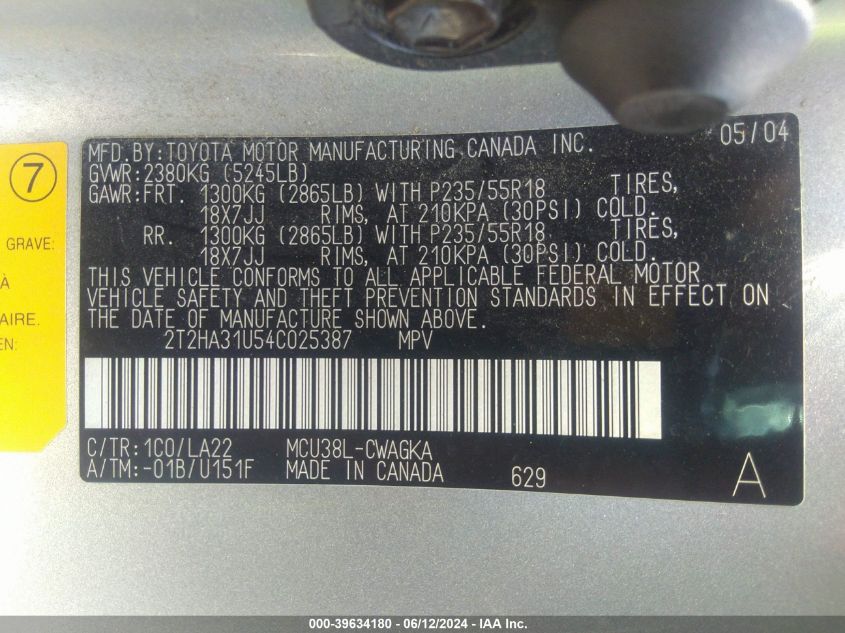 7
GRAVE:
À
AIRE.
EN:
05/04
MFD.BY:TOYOTA MOTOR MANUFACTURING CANADA INC.
GVWR:2380KG (5245LB)
GAWR:FRT. 1300KG (2865LB) WITH P235/55R18 TIRES,
18X7JJ RIMS, AT 210KPA (30PSI) COLD.
RR. 1300KG (2865LB) WITH P235/55R18 TIRES,
18X7JJ RIMS, AT 210KPA (30PSI) COLD.
THIS VEHICLE CONFORMS TO ALL APPLICABLE FEDERAL MOTOR
VEHICLE SAFETY AND THEFT PREVENTION STANDARDS IN EFFECT ON
THE DATE OF MANUFACTURE SHOWN ABOVE.
2T2HA31U54C025387 MPV
C/TR:1C0/LA22 MCU38L-CWAGKA
A/TM:-01B/U151F MADE IN CANADA 629 A
000-39634180 - 06/12/2024 - IAA Inc.